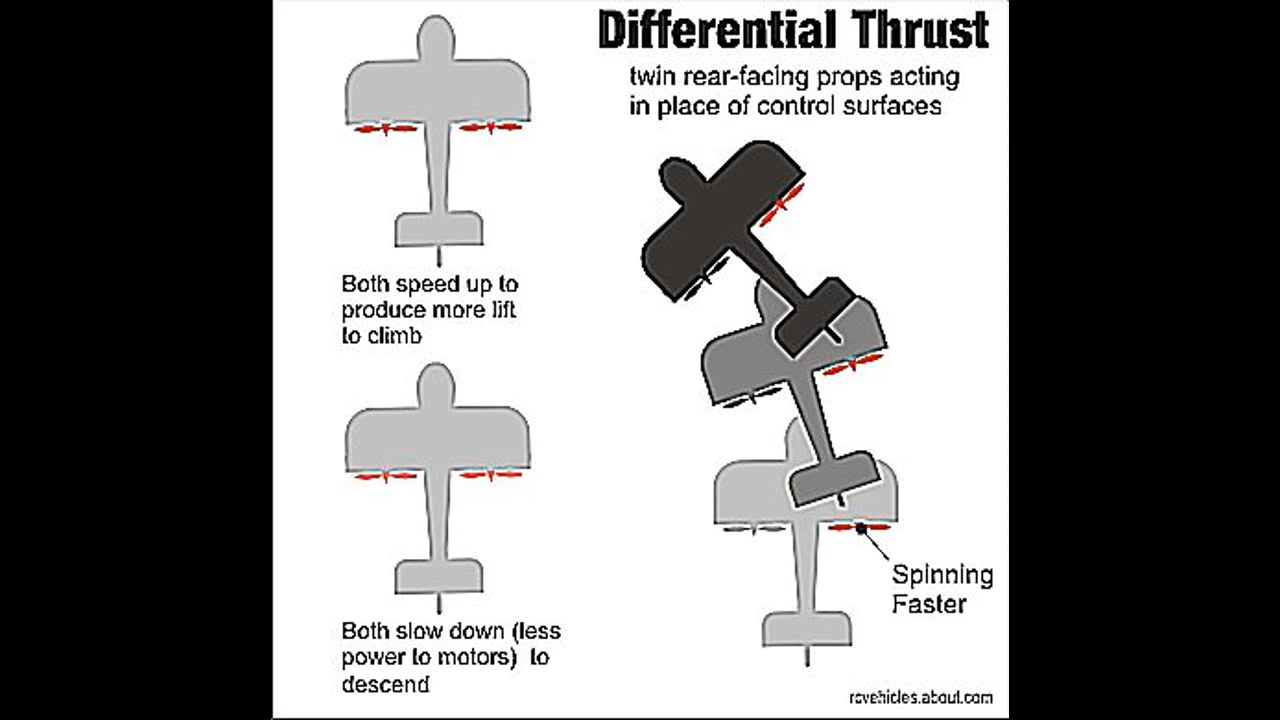 Differential Thrust
twin rear-facing props acting
in place of control surfaces
Both speed up to
produce more lift
to climb
Both slow down (less
power to motors) to
descend
Spinning
Faster
rcvehicles.about.com